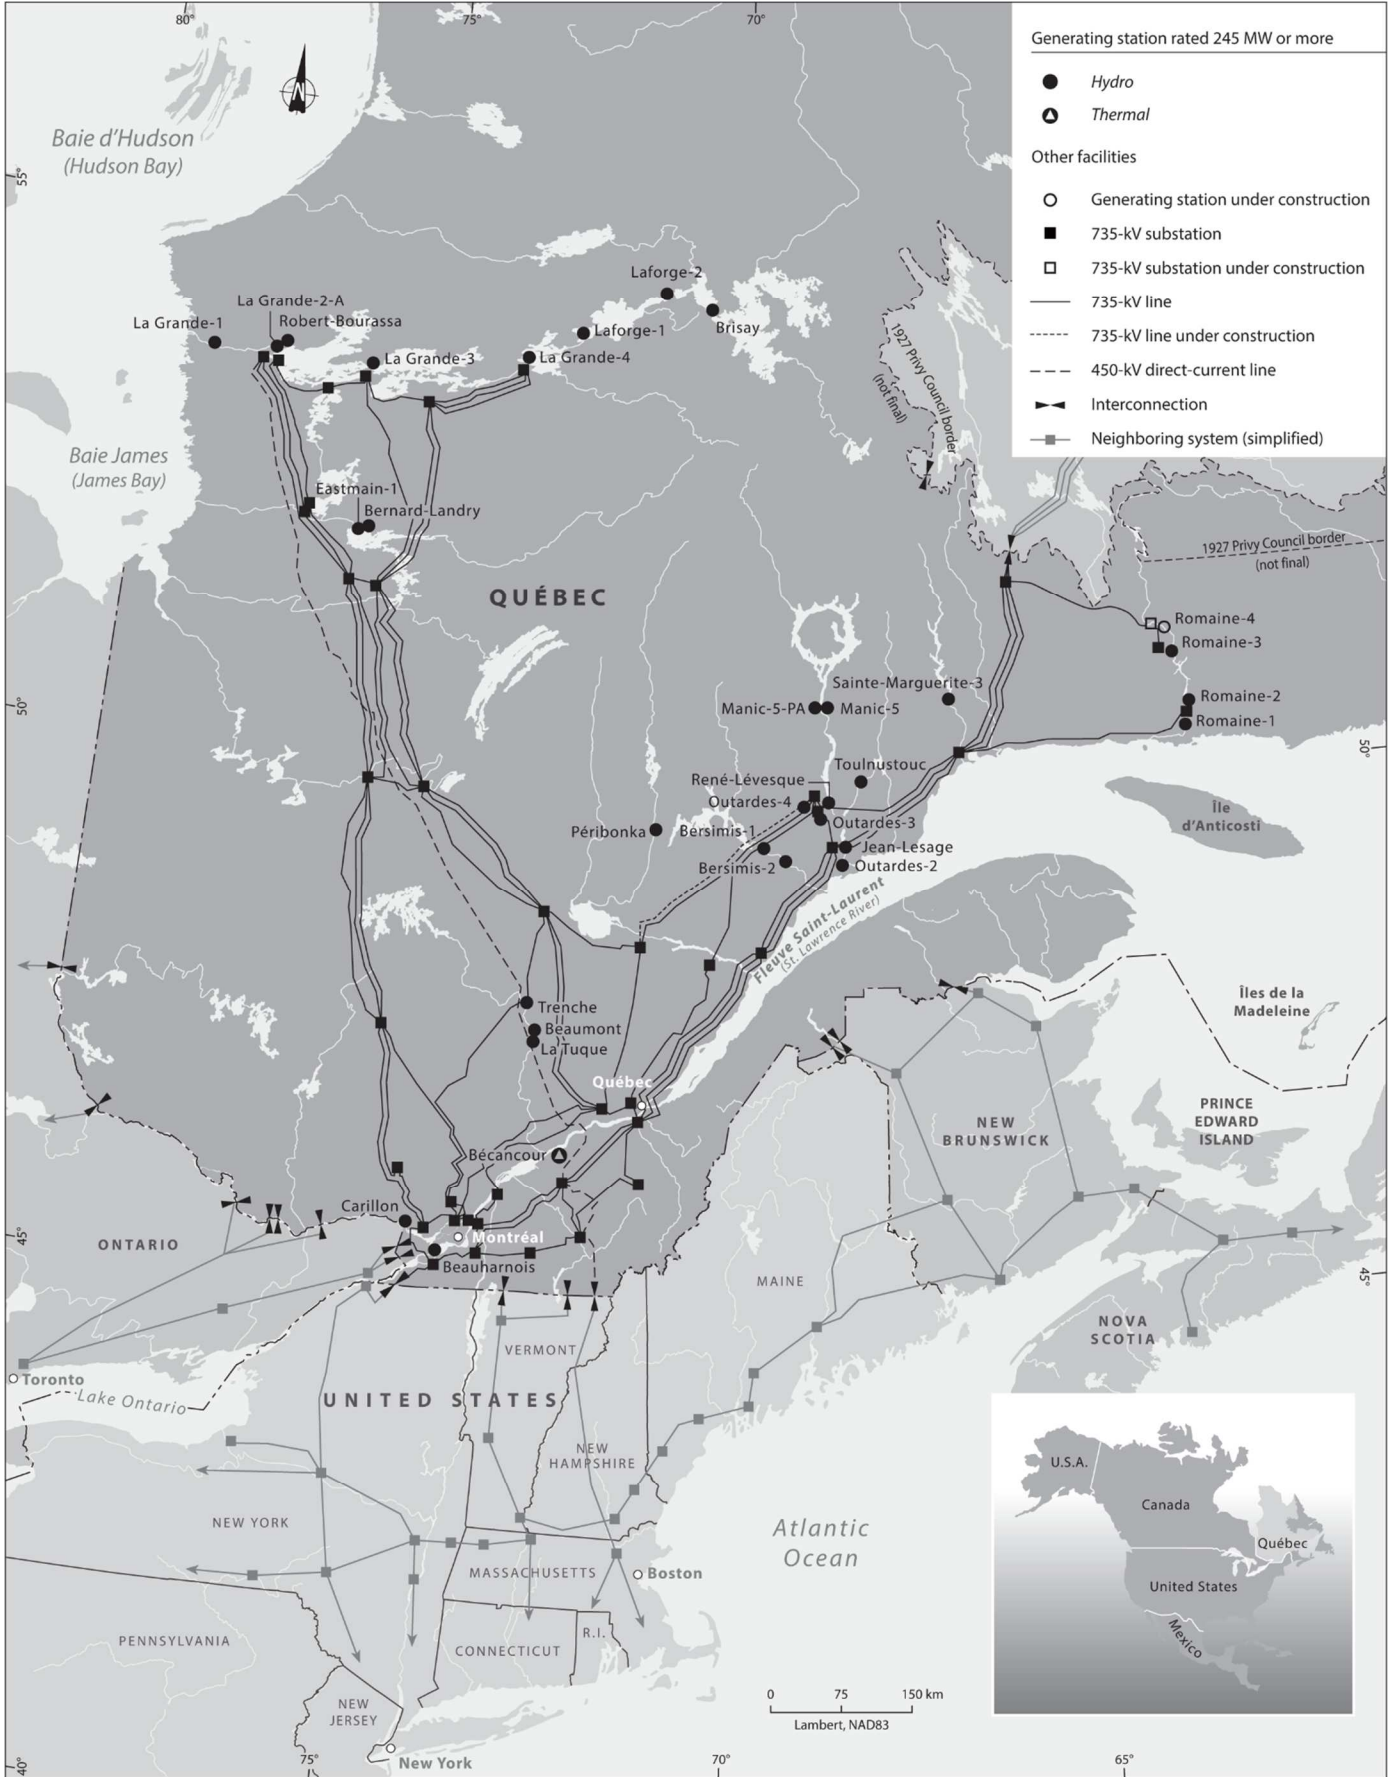 80°
75°
70°
Generating station rated 245 MW or more
Hydro
Thermal
Other facilities
Generating station under construction
735-kV substation
735-kV substation under construction
735-kV line
735-kV line under construction
450-kV direct-current line
Interconnection
Neighboring system (simplified)
N
Baie d'Hudson
(Hudson Bay)
55°
Laforge-2
La Grande-2-A
La Grande-1
Robert-Bourassa
Laforge-1
Brisay
La Grande-3
La Grande-4
1927 Privy Council border
(not final)
Baie James
(James Bay)
Eastmain-1
Bernard-Landry
1927 Privy Council border
(not final)
QUÉBEC
Romaine-4
Romaine-3
Sainte-Marguerite-3
Romaine-2
50°
Manic-5-PA
Manic-5
Romaine-1
50°
Toulnustouc
René-Lévesque
Outardes-4
Île
d'Anticosti
Péribonka
Bersimis-1
Outardes-3
Jean-Lesage
Bersimis-2
Outardes-2
Fleuve Saint-Laurent
(St. Lawrence River)
Trenche
Beaumont
La Tuque
Îles de la
Madeleine
Québec
PRINCE
EDWARD
ISLAND
NEW
BRUNSWICK
Bécancour
Carillon
45°
ONTARIO
Montréal
Beauharnois
MAINE
45°
NOVA
SCOTIA
VERMONT
Toronto
Lake Ontario
UNITED STATES
NEW
HAMPSHIRE
U.S.A.
Canada
Québec
United States
Mexico
NEW YORK
Atlantic
Ocean
MASSACHUSETTS
Boston
PENNSYLVANIA
CONNECTICUT
R.I.
0 75 150 km
Lambert, NAD83
NEW
JERSEY
New York
40°
75°
70°
65°